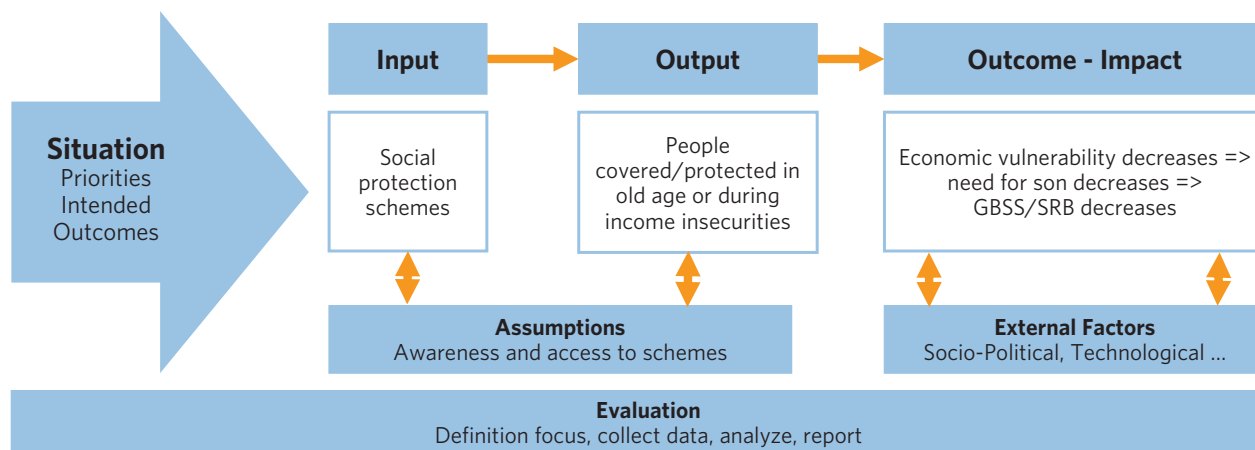 Situation
Priorities
Intended
Outcomes
Input
Output
Outcome - Impact
Social
protection
schemes
People
covered/protected in
old age or during
income insecurities
Economic vulnerability decreases =>
need for son decreases =>
GBSS/SRB decreases
Assumptions
Awareness and access to schemes
External Factors
Socio-Political, Technological ...
Evaluation
Definition focus, collect data, analyze, report